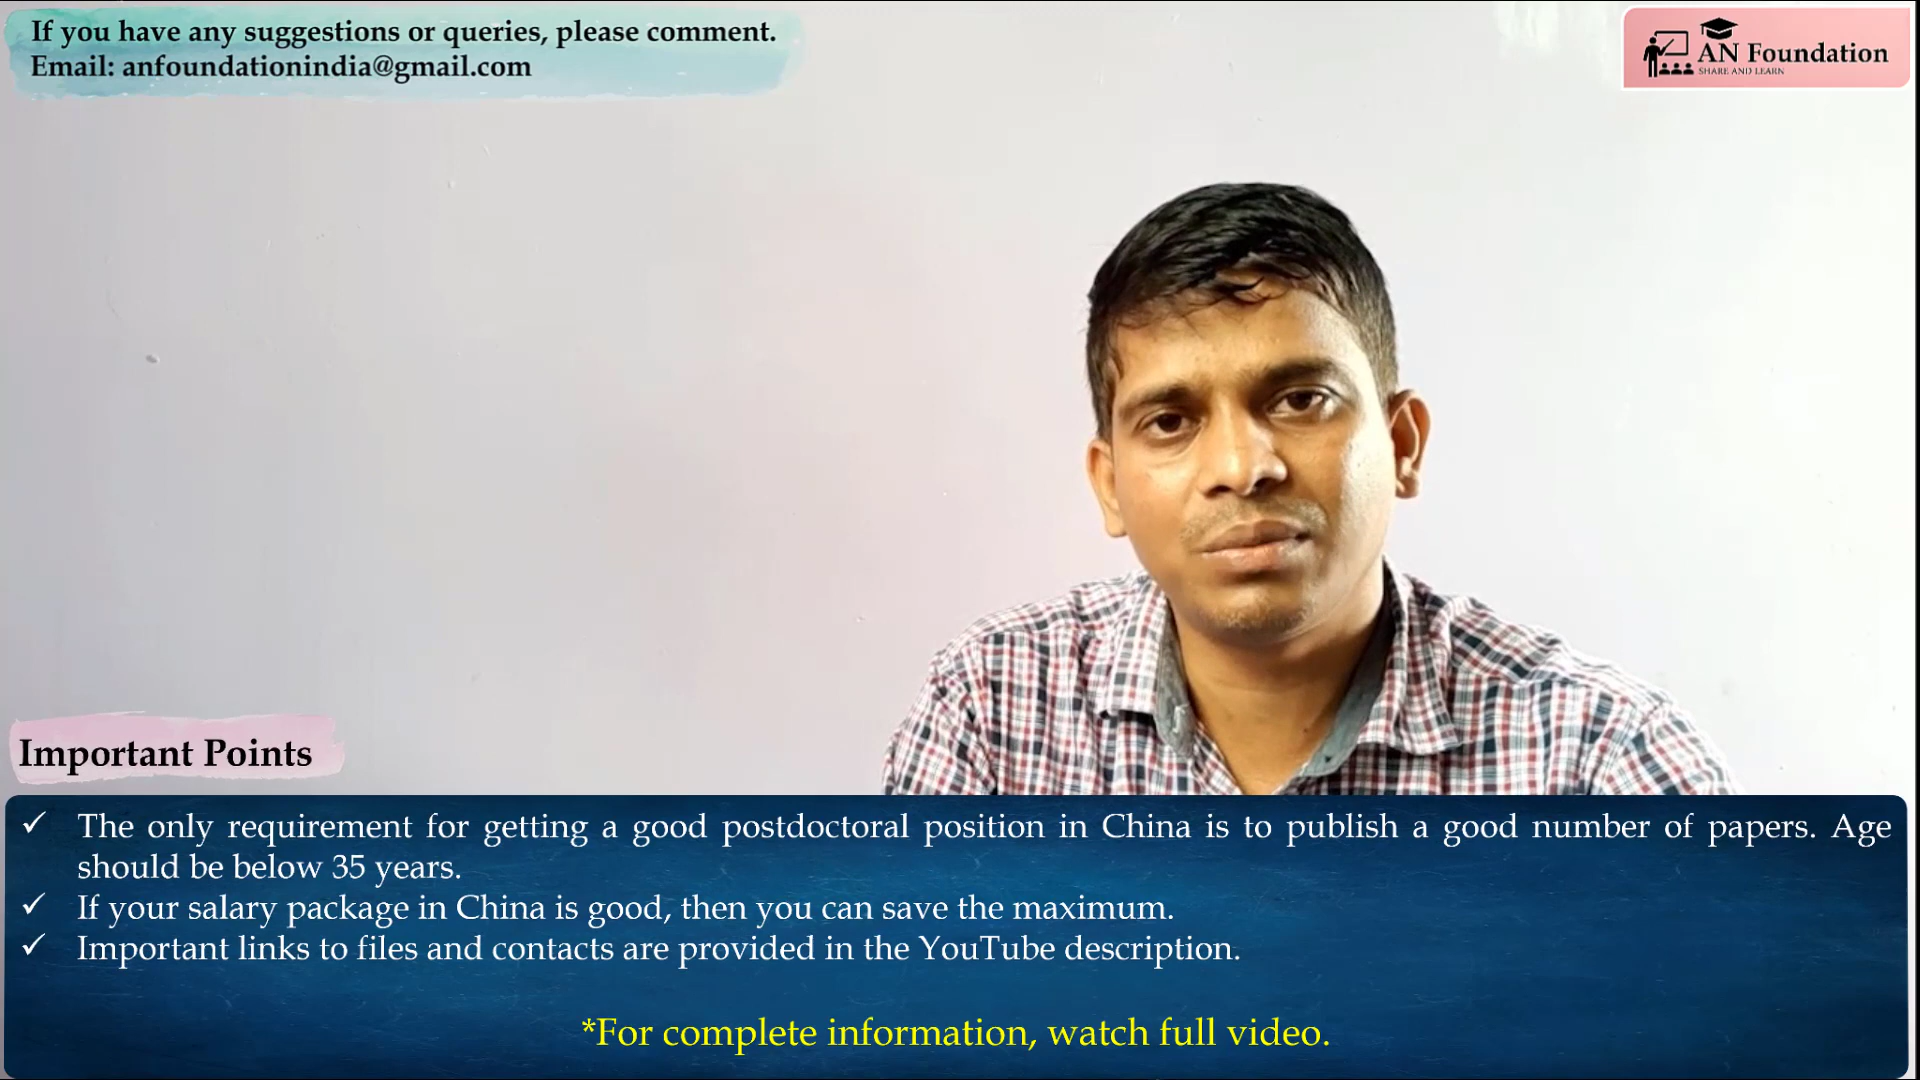 If you have any suggestions or queries, please comment.
Email: anfoundationindia@gmail.com
AN Foundation
SHARE AND LEARN
Important Points
✓ The only requirement for getting a good postdoctoral position in China is to publish a good number of papers. Age
should be below 35 years.
✓ If your salary package in China is good, then you can save the maximum.
✓ Important links to files and contacts are provided in the YouTube description.
*For complete information, watch full video.